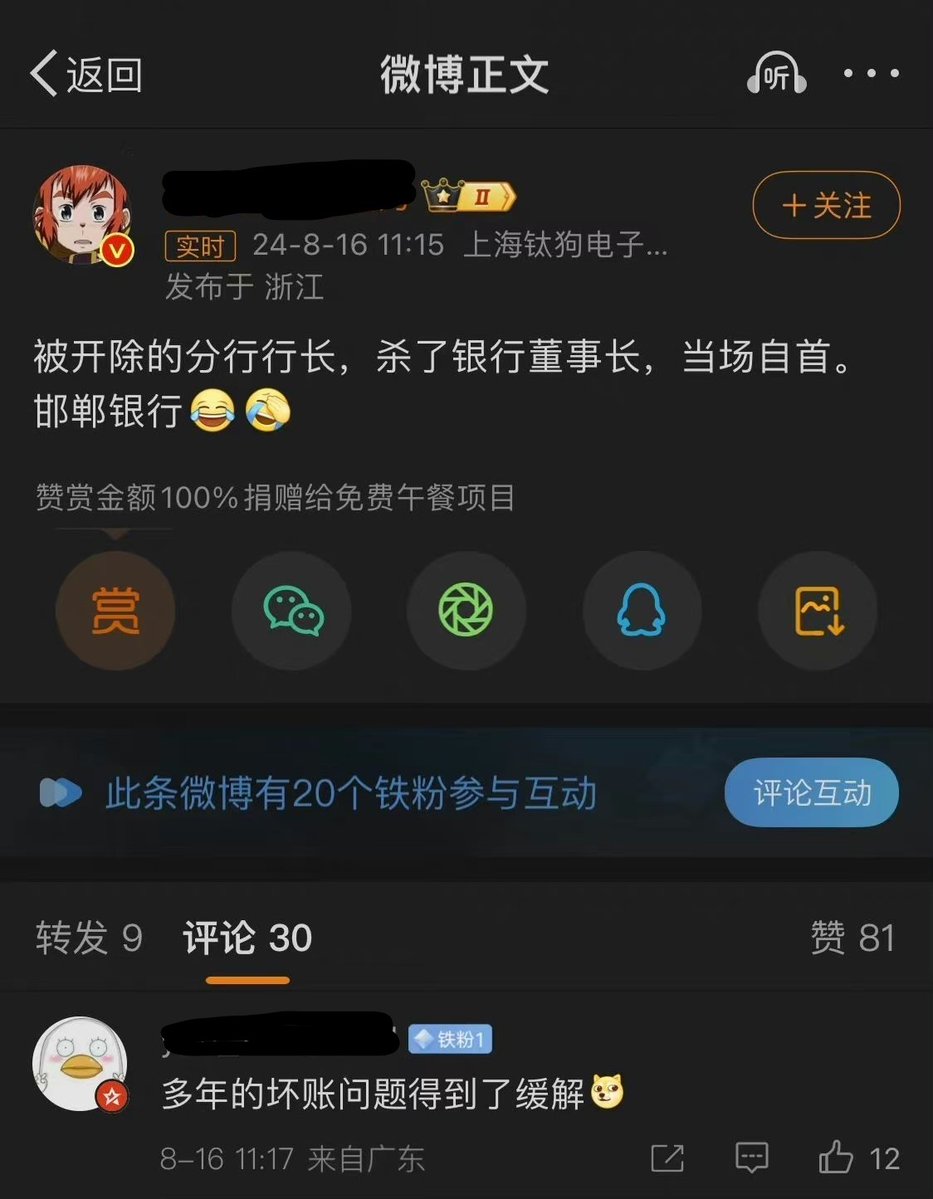 返回
微博正文
听
II
+关注
实时 24-8-16 11:15 上海钛狗电子...
发布于 浙江
被开除的分行行长，杀了银行董事长，当场自首。
邯郸银行😂🤣
赞赏金额100%捐赠给免费午餐项目
赏
此条微博有20个铁粉参与互动
评论互动
转发 9 评论 30 赞 81
铁粉1
多年的坏账问题得到了缓解
8-16 11:17 来自广东 12